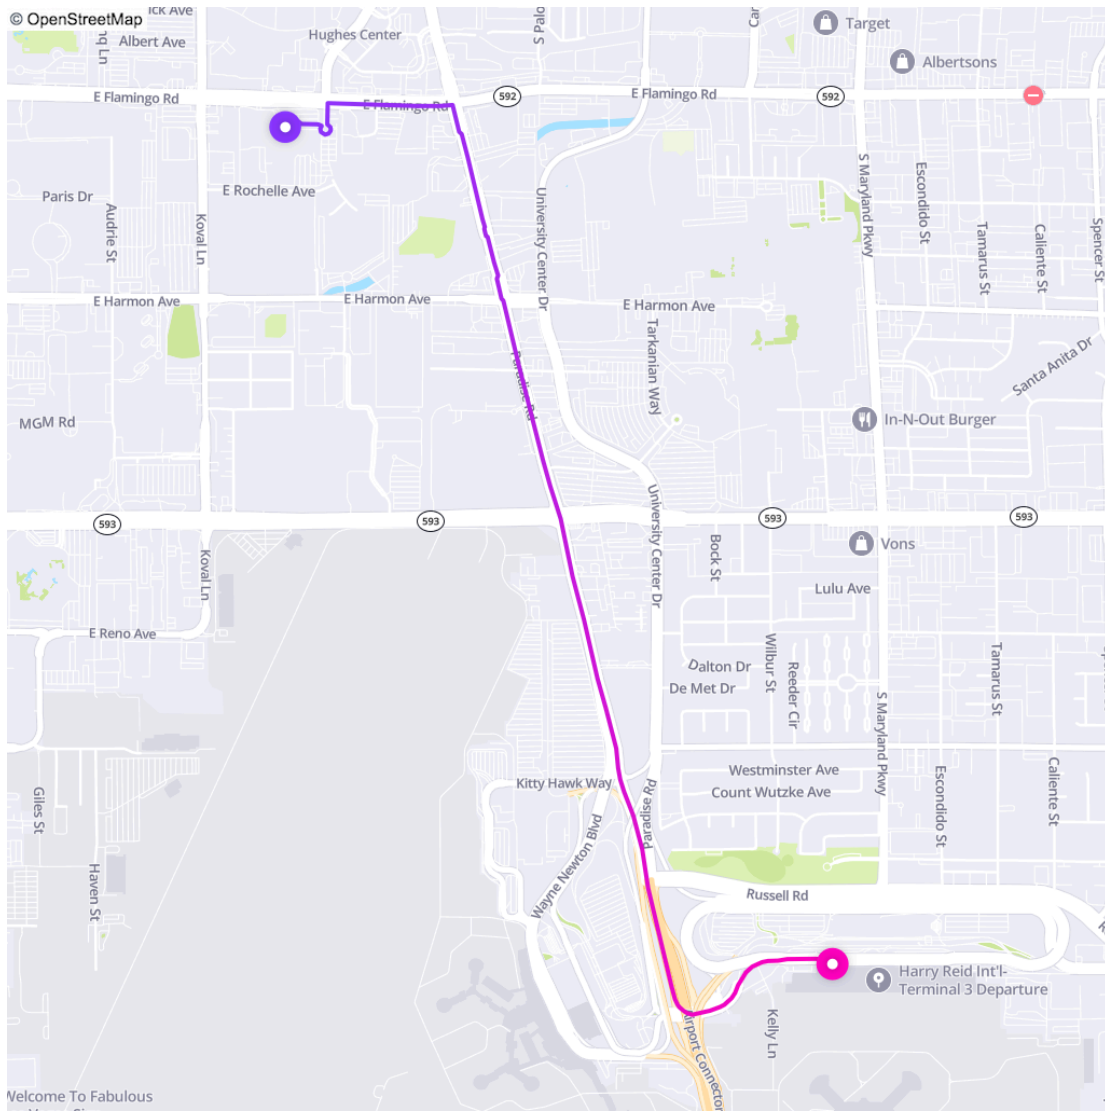 © OpenStreetMap
ick Ave
Albert Ave
Hughes Center
S Palo
Target
Albertsons
E Flamingo Rd
E Flamingo Rd
592
E Flamingo Rd
592
E Rochelle Ave
Paris Dr
Audrie St
Koval Ln
University Center Dr
S Maryland Pkwy
Escondido St
Tamarus St
Caliente St
Spencer St
E Harmon Ave
E Harmon Ave
E Harmon Ave
Tarkanian Way
Paradise Rd
Santa Anita Dr
MGM Rd
In-N-Out Burger
593
593
593
593
University Center Dr
Bock St
Vons
Koval Ln
Lulu Ave
E Reno Ave
Dalton Dr
De Met Dr
Wilbur St
Reeder Cir
Tamarus St
S Maryland Pkwy
Westminster Ave
Count Wutzke Ave
Kitty Hawk Way
Paradise Rd
Escondido St
Caliente St
Giles St
Haven St
Wayne Newton Blvd
Russell Rd
Harry Reid Int'l-
Terminal 3 Departure
Kelly Ln
Airport Connector
Welcome To Fabulous